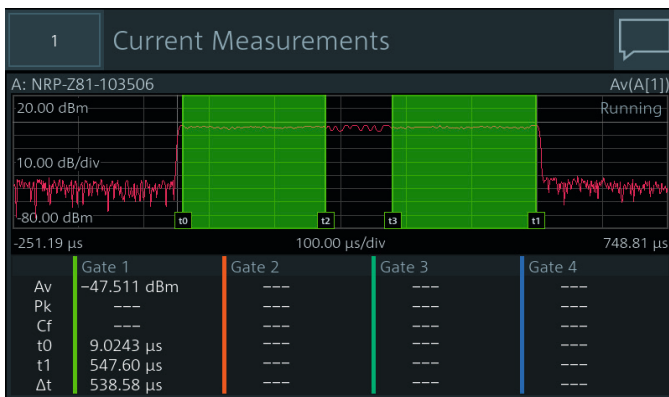 1 Current Measurements
A: NRP-Z81-103506 Av(A[1])
20.00 dBm Running
10.00 dB/div
-80.00 dBm t0 t2 t3 t1
-251.19 µs 100.00 µs/div 748.81 µs
Gate 1 Gate 2 Gate 3 Gate 4
Av −47.511 dBm --- --- ---
Pk --- --- --- ---
Cf --- --- --- ---
t0 9.0243 µs --- --- ---
t1 547.60 µs --- --- ---
Δt 538.58 µs --- --- ---